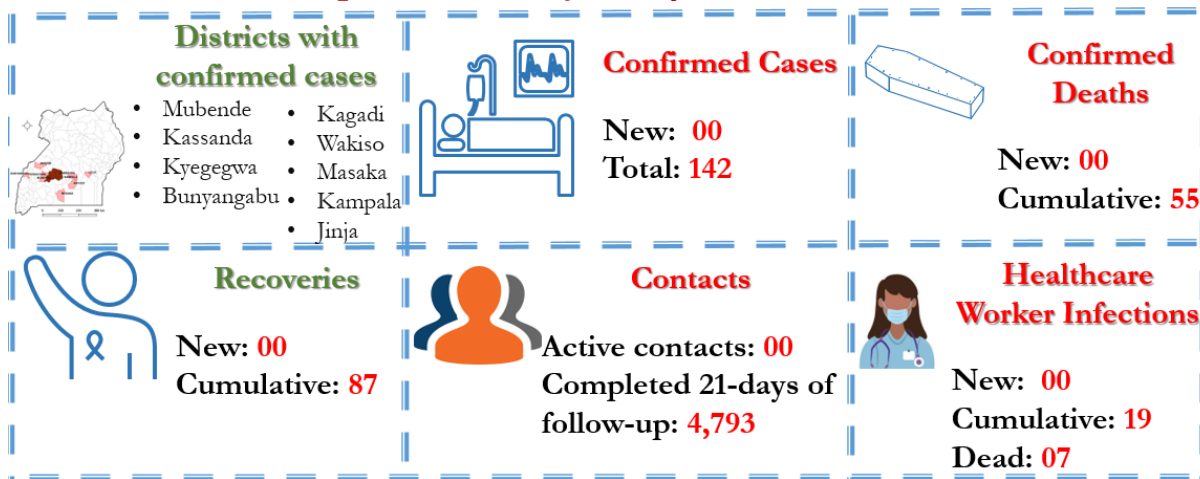 Districts with
confirmed cases
• Mubende
• Kassanda
• Kyegegwa
• Bunyangabu
• Kagadi
• Wakiso
• Masaka
• Kampala
• Jinja
Confirmed Cases
New: 00
Total: 142
Confirmed
Deaths
New: 00
Cumulative: 55
Recoveries
New: 00
Cumulative: 87
Contacts
Active contacts: 00
Completed 21-days of
follow-up: 4,793
Healthcare
Worker Infections
New: 00
Cumulative: 19
Dead: 07